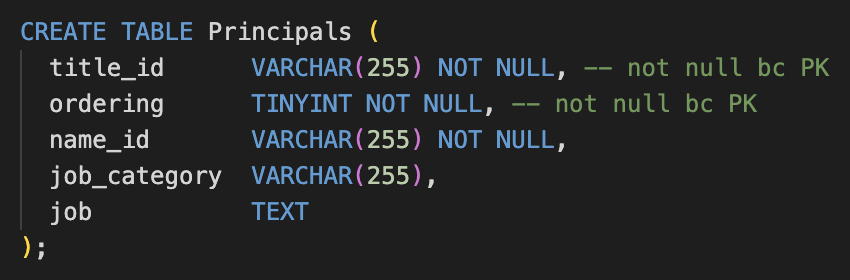 CREATE TABLE Principals (
  title_id      VARCHAR(255) NOT NULL, -- not null bc PK
  ordering      TINYINT NOT NULL, -- not null bc PK
  name_id       VARCHAR(255) NOT NULL,
  job_category  VARCHAR(255),
  job           TEXT
);